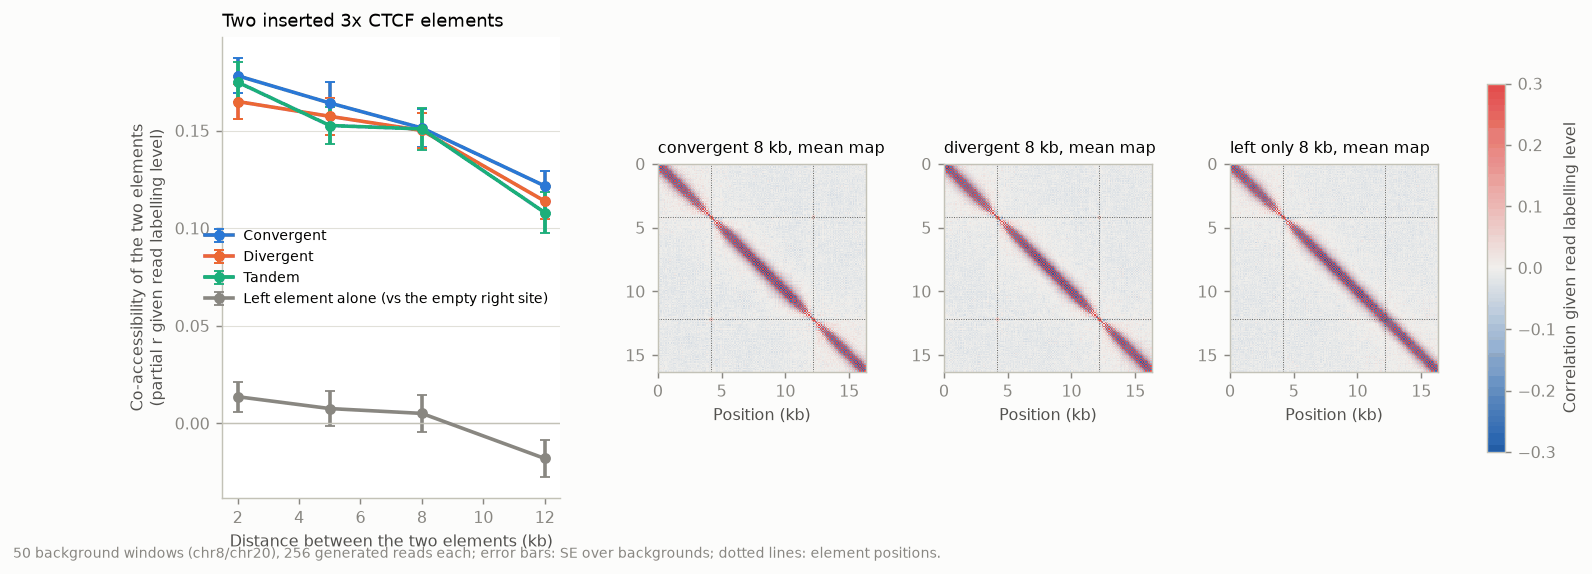 Two inserted 3x CTCF elements
Co-accessibility of the two elements
(partial r given read labelling level)
0.15
0.10
0.05
0.00
Convergent
Divergent
Tandem
Left element alone (vs the empty right site)
2 4 6 8 10 12
Distance between the two elements (kb)
convergent 8 kb, mean map
0
5
10
15
0 5 10 15
Position (kb)
divergent 8 kb, mean map
0
5
10
15
0 5 10 15
Position (kb)
left only 8 kb, mean map
0
5
10
15
0 5 10 15
Position (kb)
0.3
0.2
0.1
0.0
−0.1
−0.2
−0.3
Correlation given read labelling level
50 background windows (chr8/chr20), 256 generated reads each; error bars: SE over backgrounds; dotted lines: element positions.